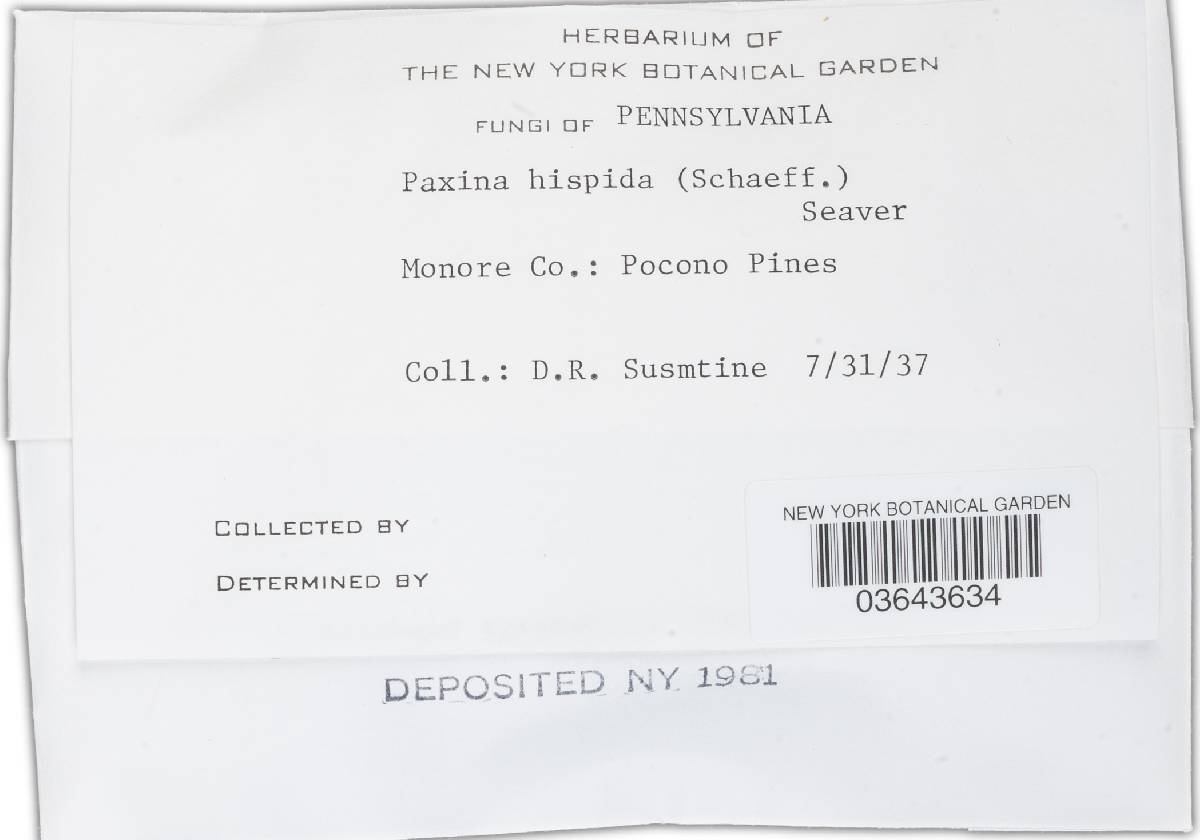 HERBARIUM OF
THE NEW YORK BOTANICAL GARDEN
FUNGI OF PENNSYLVANIA
Paxina hispida (Schaeff.)
Seaver
Monore Co.: Pocono Pines
Coll.: D.R. Susmtine 7/31/37
COLLECTED BY
DETERMINED BY
NEW YORK BOTANICAL GARDEN
03643634
DEPOSITED NY 1981